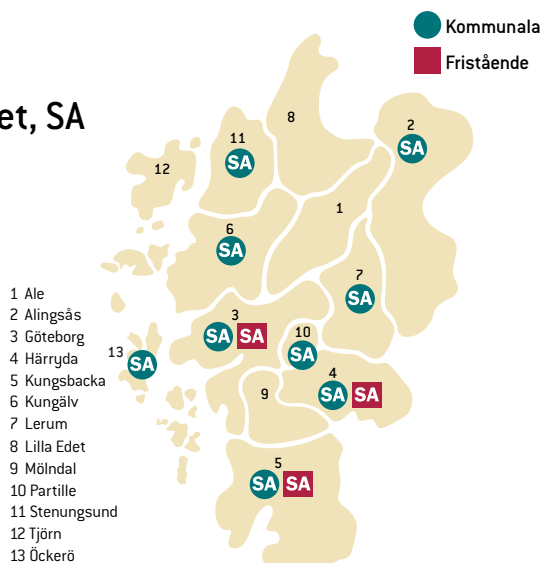 Kommunala
Fristående
et, SA
8
2
11
SA
SA
12
1
6
SA
7
SA
1 Ale
2 Alingsås
3 Göteborg
4 Härryda
5 Kungsbacka
6 Kungälv
7 Lerum
8 Lilla Edet
9 Mölndal
10 Partille
11 Stenungsund
12 Tjörn
13 Öckerö
3
SA SA
10
SA
13
SA
4
SA SA
9
5
SA SA